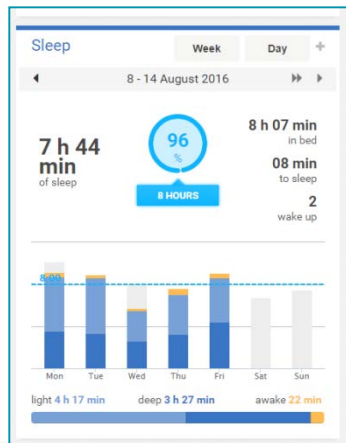 Sleep Week Day +
8 - 14 August 2016
7 h 44
min
of sleep
96
%
8 HOURS
8 h 07 min
in bed
08 min
to sleep
2
wake up
8:00
Mon Tue Wed Thu Fri Sat Sun
light 4 h 17 min deep 3 h 27 min awake 22 min